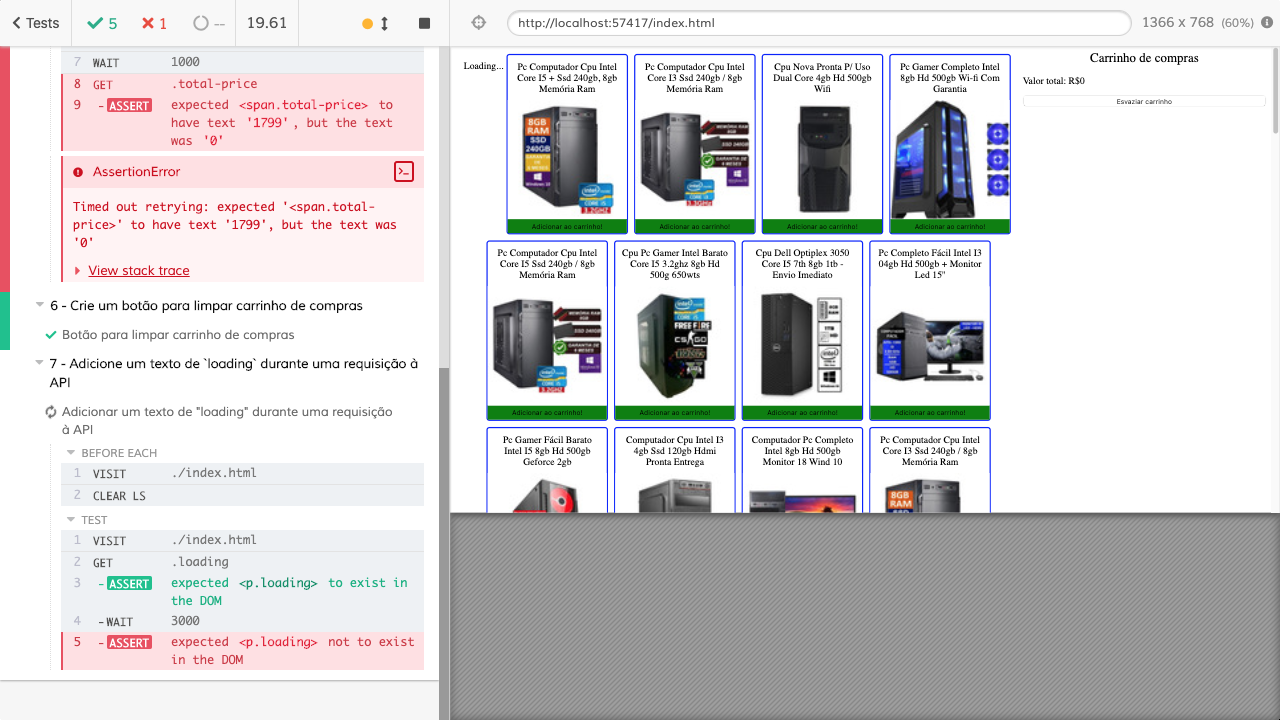 Tests 5 1 -- 19.61
http://localhost:57417/index.html 1366 x 768 (60%)
7 WAIT 1000
8 GET .total-price
9 -ASSERT expected <span.total-price> to
have text '1799', but the text
was '0'
AssertionError
Timed out retrying: expected '<span.total-
price>' to have text '1799', but the text was
'0'
View stack trace
6 - Crie um botão para limpar carrinho de compras
Botão para limpar carrinho de compras
7 - Adicionar um texto de `loading` durante uma requisição à
API
Adicionar um texto de "loading" durante uma requisição
à API
BEFORE EACH
1 VISIT ./index.html
2 CLEAR LS
TEST
1 VISIT ./index.html
2 GET .loading
3 -ASSERT expected <p.loading> to exist in
the DOM
4 -WAIT 3000
5 -ASSERT expected <p.loading> not to exist
in the DOM
Loading...
Pc Computador Cpu Intel
Core I5 + Ssd 240gb, 8gb
Memória Ram
8GB
RAM
SSD
240GB
Adicionar ao carrinho!
Pc Computador Cpu Intel
Core I3 Ssd 240gb / 8gb
Memória Ram
Adicionar ao carrinho!
Cpu Nova Pronta P/ Uso
Dual Core 4gb Hd 500gb
Wifi
Adicionar ao carrinho!
Pc Gamer Completo Intel
8gb Hd 500gb Wi-fi Com
Garantia
Adicionar ao carrinho!
Pc Computador Cpu Intel
Core I5 Ssd 240gb / 8gb
Memória Ram
Adicionar ao carrinho!
Cpu Pc Gamer Intel Barato
Core I5 3.2ghz 8gb Hd
500g 650wts
FREE FIRE
CS:GO
Adicionar ao carrinho!
Cpu Dell Optiplex 3050
Core I5 7th 8gb 1tb -
Envio Imediato
Adicionar ao carrinho!
Pc Completo Fácil Intel I3
04gb Hd 500gb + Monitor
Led 15"
Adicionar ao carrinho!
Pc Gamer Fácil Barato
Intel I5 8gb Hd 500gb
Geforce 2gb
Computador Cpu Intel I3
4gb Ssd 120gb Hdmi
Pronta Entrega
Computador Pc Completo
Intel 8gb Hd 500gb
Monitor 18 Wind 10
Pc Computador Cpu Intel
Core I3 Ssd 240gb / 8gb
Memória Ram
8GB
RAM
SSD
Carrinho de compras
Valor total: R$0
Esvaziar carrinho